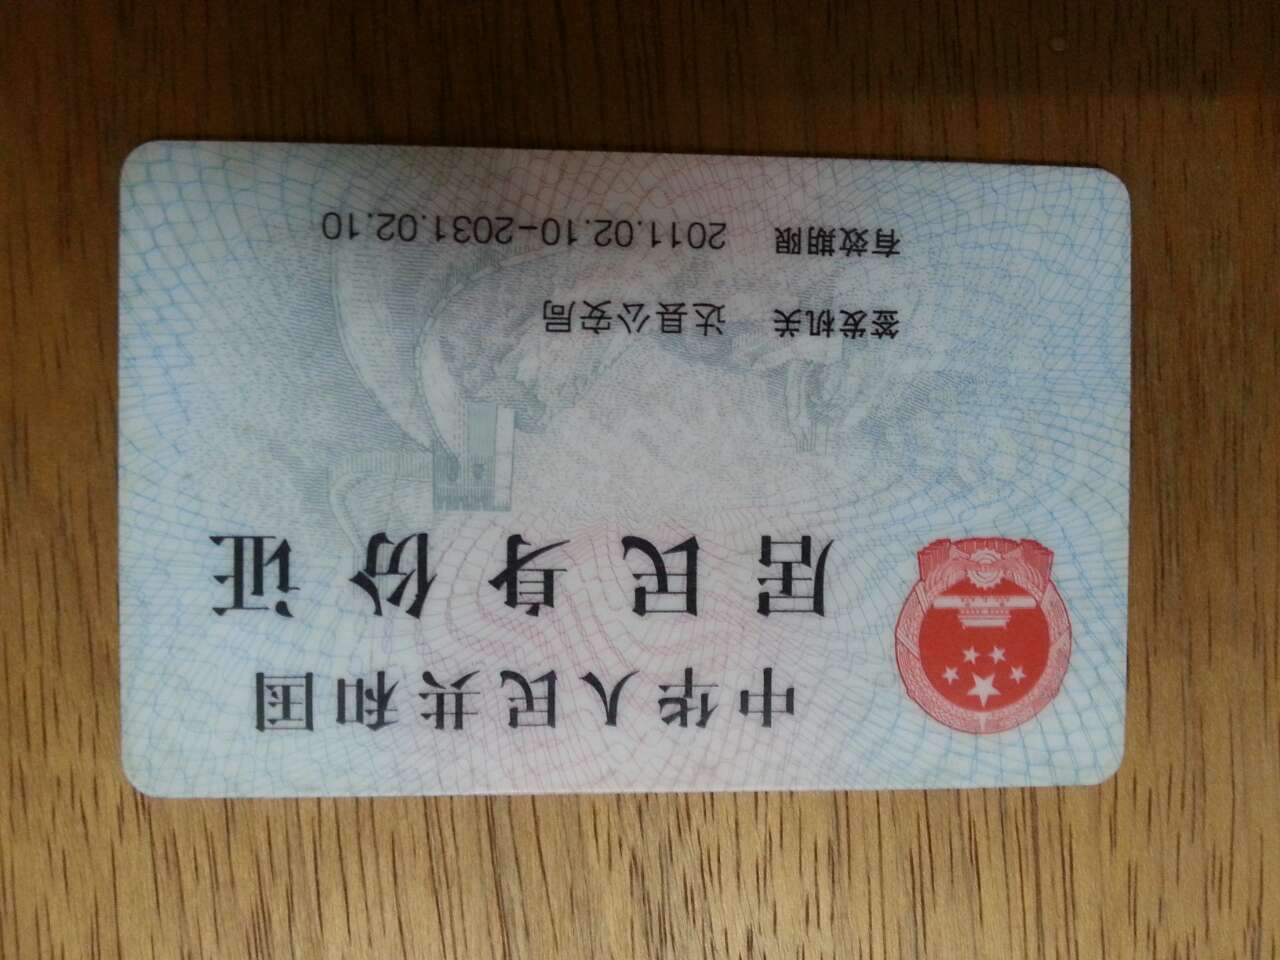 中华人民共和国
居民身份证
签发机关 达县公安局
有效期限 2011.02.10-2031.02.10